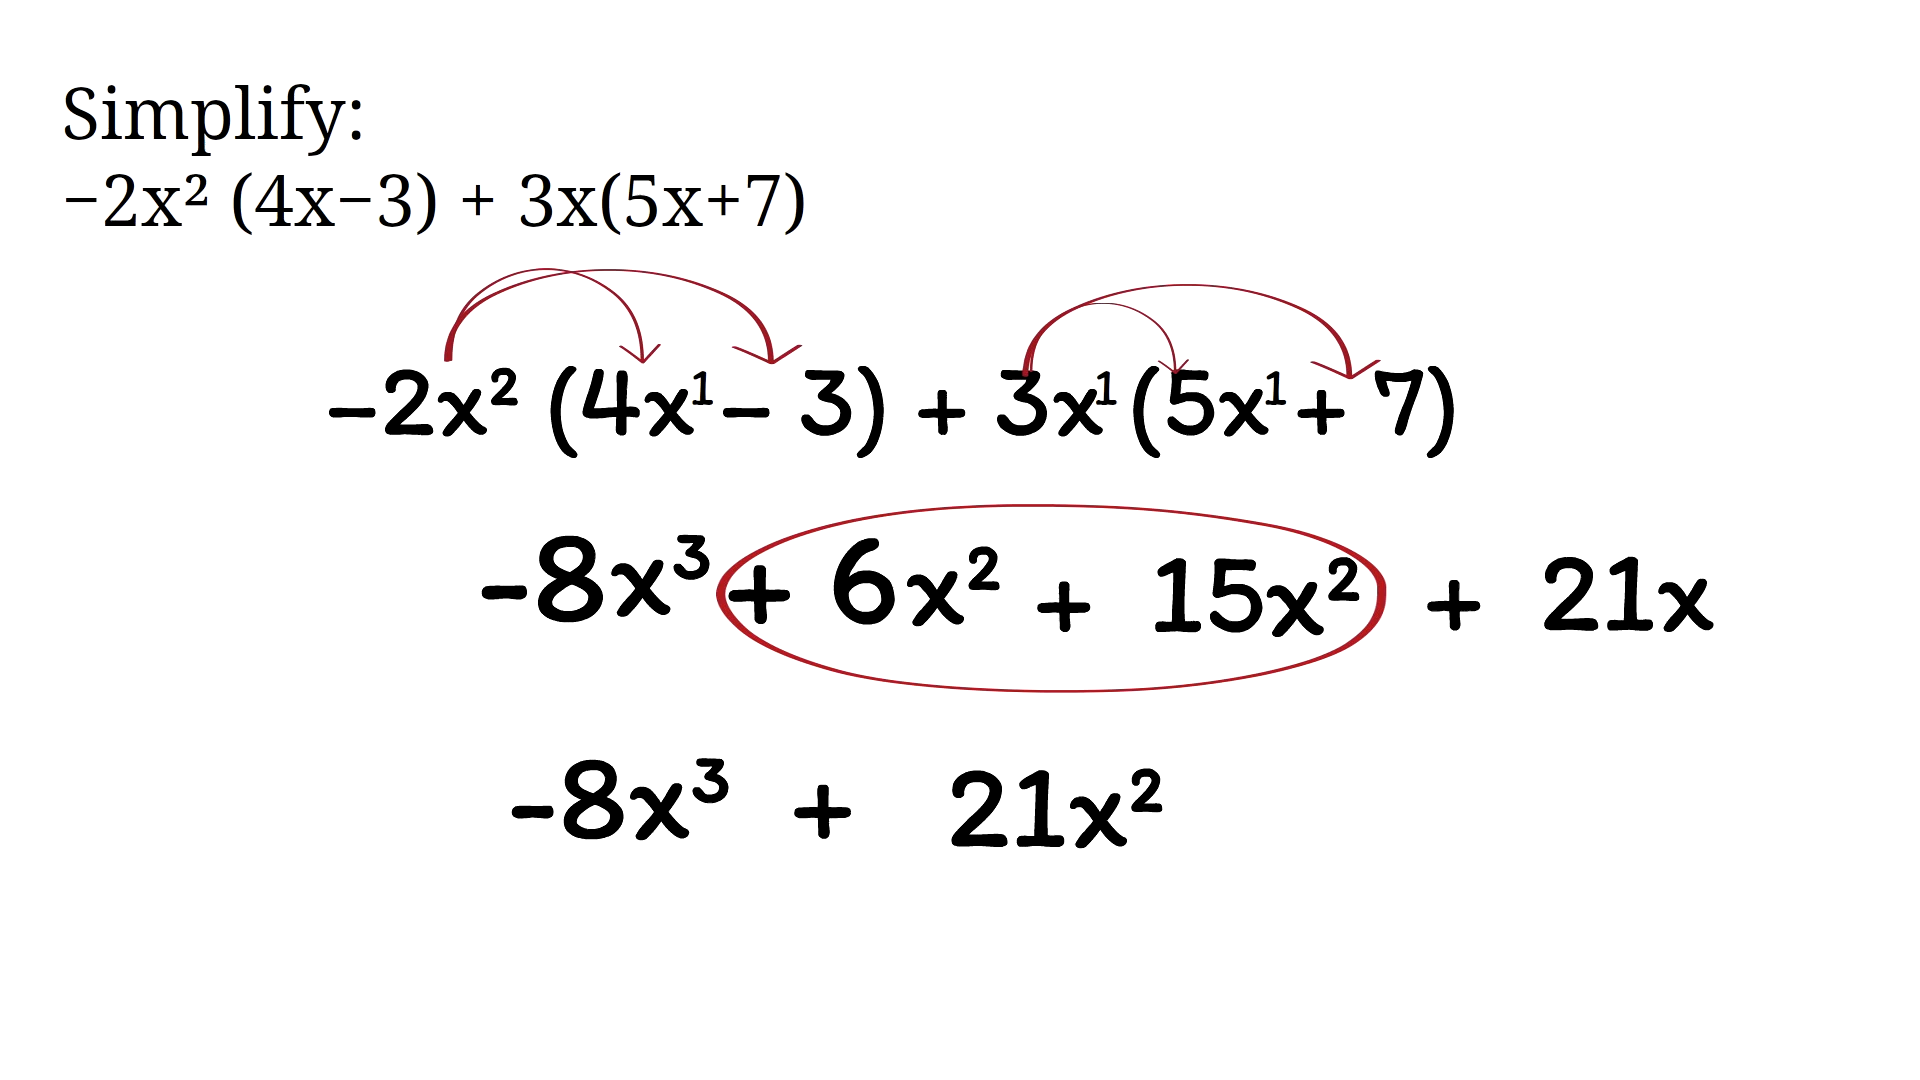 Simplify:
−2x² (4x−3) + 3x(5x+7)
−2x² (4x¹− 3) + 3x¹(5x¹+ 7)
-8x³ + 6x² + 15x² + 21x
-8x³ + 21x²